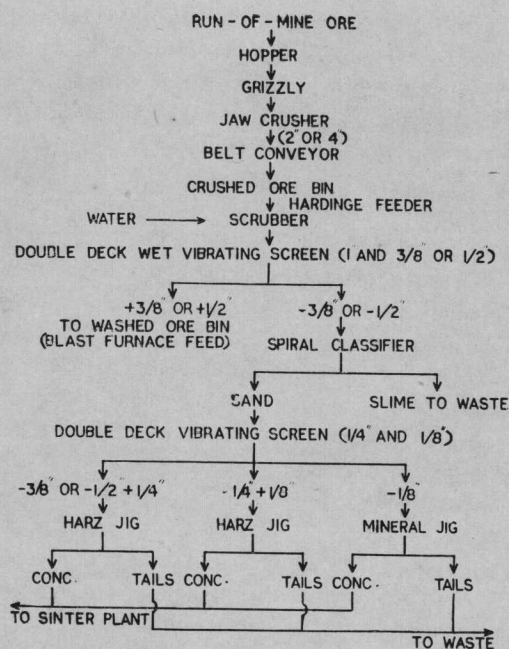 RUN-OF-MINE ORE
HOPPER
GRIZZLY
JAW CRUSHER
(2" OR 4")
BELT CONVEYOR
CRUSHED ORE BIN
HARDINGE FEEDER
WATER SCRUBBER
DOUBLE DECK WET VIBRATING SCREEN (1" AND 3/8" OR 1/2")
+3/8" OR +1/2" -3/8" OR -1/2"
TO WASHED ORE BIN SPIRAL CLASSIFIER
(BLAST FURNACE FEED)
SAND SLIME TO WASTE
DOUBLE DECK VIBRATING SCREEN (1/4" AND 1/8")
-3/8" OR -1/2" +1/4" -1/4" +1/8" -1/8"
HARZ JIG HARZ JIG MINERAL JIG
CONC. TAILS CONC. TAILS CONC. TAILS
TO SINTER PLANT
TO WASTE